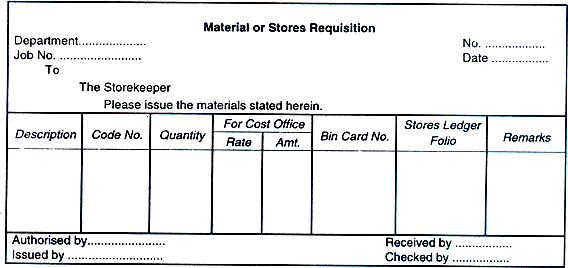 Material or Stores Requisition
Department.....................
No. ...................
Job No. ..........................
Date ..................
To
The Storekeeper
Please issue the materials stated herein.
Description Code No. Quantity For Cost Office Bin Card No. Stores Ledger Folio Remarks
Rate Amt.
Authorised by........................
Received by ..................
Issued by .............................
Checked by ..................